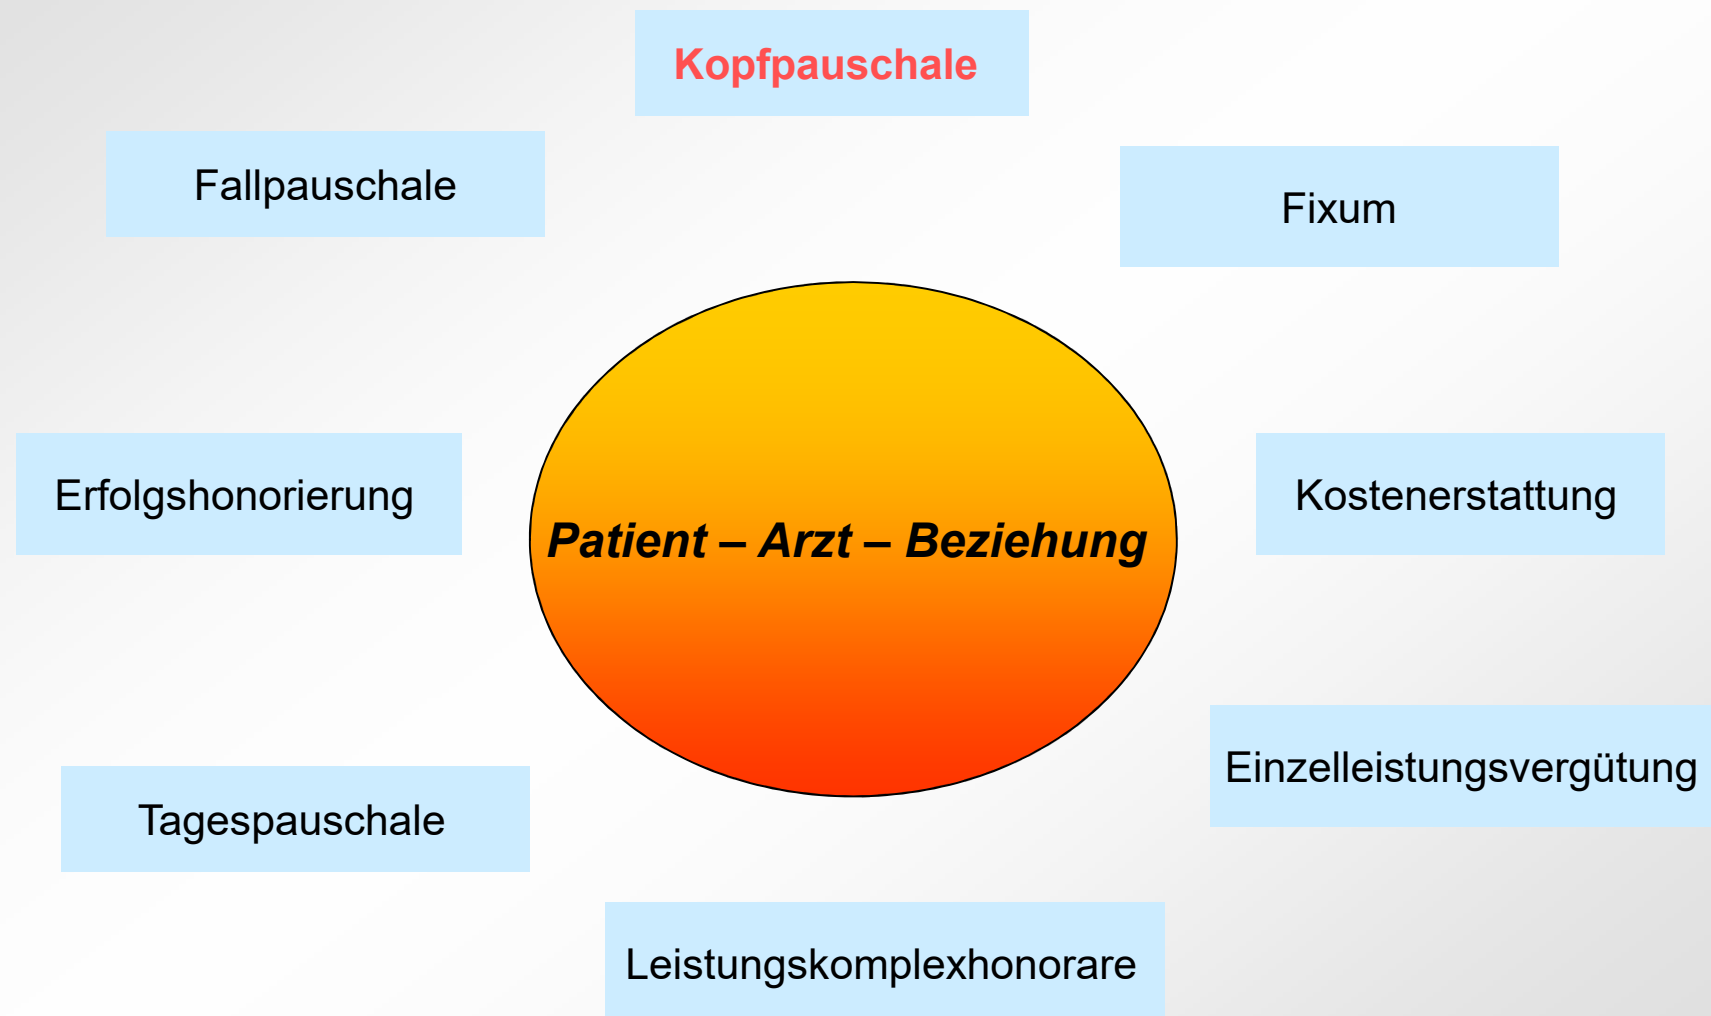 Kopfpauschale
Fallpauschale
Fixum
Erfolgshonorierung
Kostenerstattung
Patient – Arzt – Beziehung
Einzelleistungsvergütung
Tagespauschale
Leistungskomplexhonorare